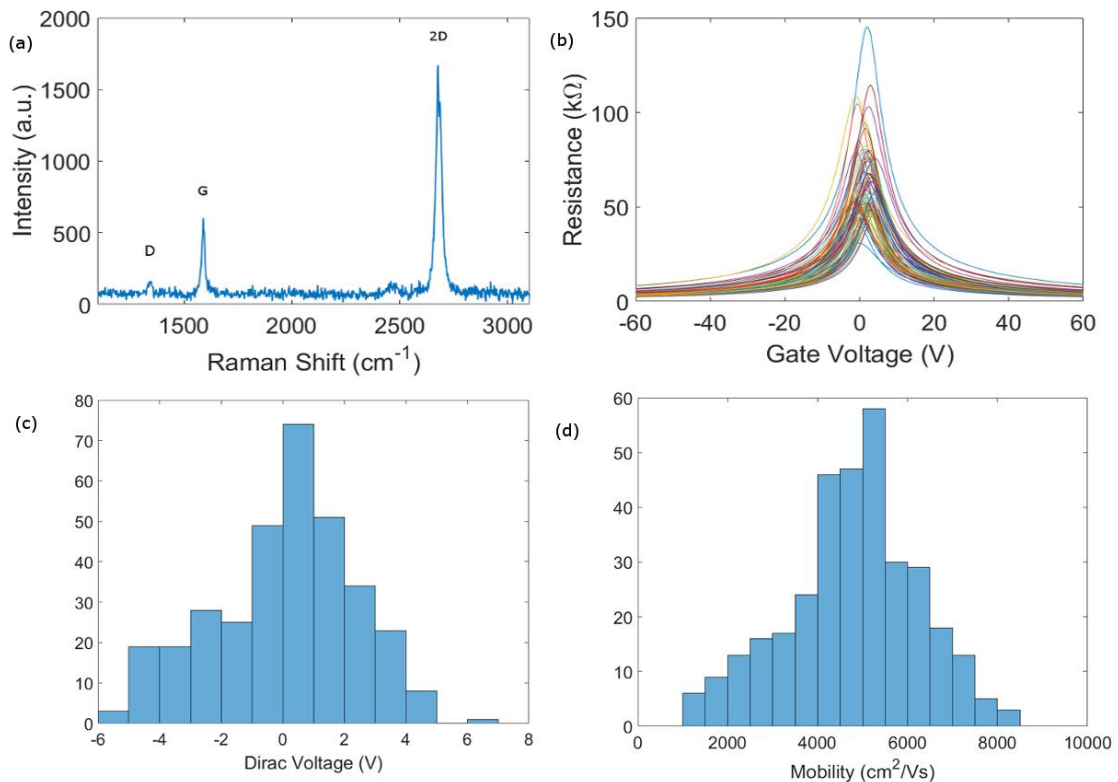 (a)
2000
1500
1000
500
0
Intensity (a.u.)
D
G
2D
1500 2000 2500 3000
Raman Shift (cm⁻¹)
(b)
150
100
50
0
Resistance (kΩ)
-60 -40 -20 0 20 40 60
Gate Voltage (V)
(c)
80
70
60
50
40
30
20
10
0
-6 -4 -2 0 2 4 6 8
Dirac Voltage (V)
(d)
60
50
40
30
20
10
0
0 2000 4000 6000 8000 10000
Mobility (cm²/Vs)